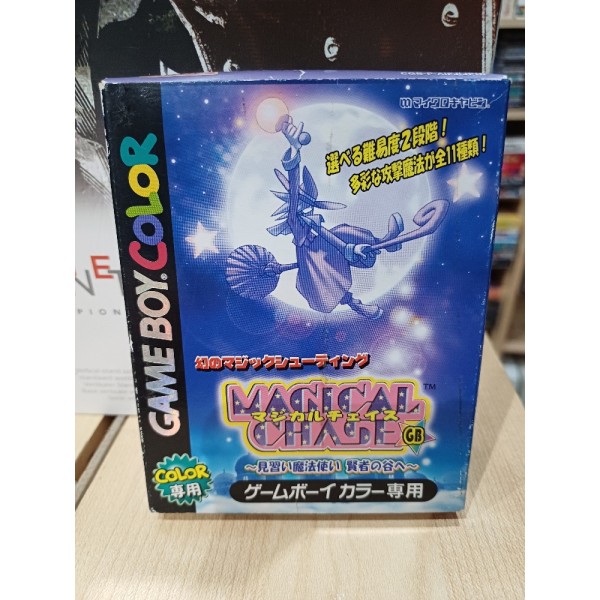 マイクロキャビン
選べる難易度2段階!
多彩な攻撃魔法が全11種類!
GAME BOY COLOR
幻のマジックシューティング
MAGICAL
マジカルチェイス
CHASE GB
TM
~見習い魔法使い 賢者の谷へ~
COLOR
専用
ゲームボーイカラー専用